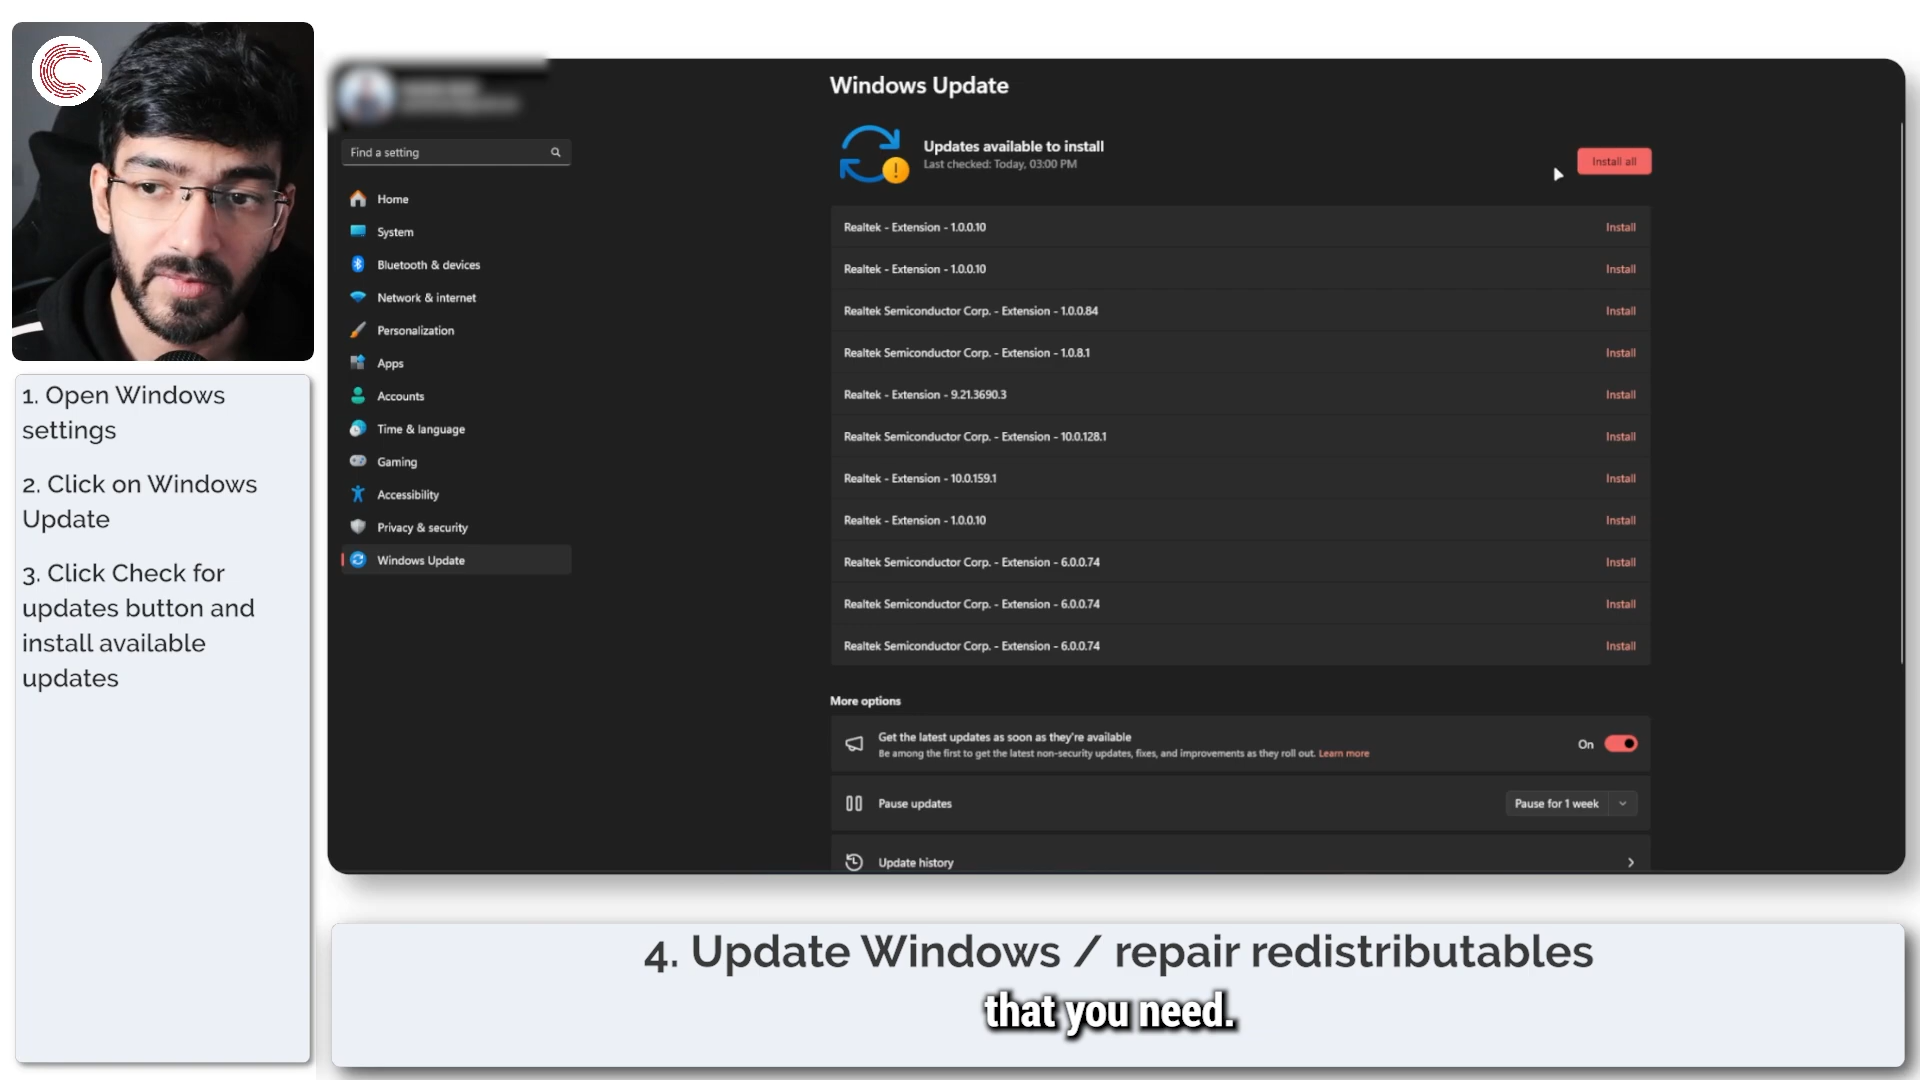 1. Open Windows
settings
2. Click on Windows
Update
3. Click Check for
updates button and
install available
updates
Find a setting
Home
System
Bluetooth & devices
Network & internet
Personalization
Apps
Accounts
Time & language
Gaming
Accessibility
Privacy & security
Windows Update
Windows Update
Updates available to install
Last checked: Today, 03:00 PM
Install all
Realtek - Extension - 1.0.0.10
Install
Realtek - Extension - 1.0.0.10
Install
Realtek Semiconductor Corp. - Extension - 1.0.0.84
Install
Realtek Semiconductor Corp. - Extension - 1.0.8.1
Install
Realtek - Extension - 9.21.3690.3
Install
Realtek Semiconductor Corp. - Extension - 10.0.128.1
Install
Realtek - Extension - 10.0.159.1
Install
Realtek - Extension - 1.0.0.10
Install
Realtek Semiconductor Corp. - Extension - 6.0.0.74
Install
Realtek Semiconductor Corp. - Extension - 6.0.0.74
Install
Realtek Semiconductor Corp. - Extension - 6.0.0.74
Install
More options
Get the latest updates as soon as they're available
Be among the first to get the latest non-security updates, fixes, and improvements as they roll out. Learn more
On
Pause updates
Pause for 1 week
Update history
4. Update Windows / repair redistributables
that you need.